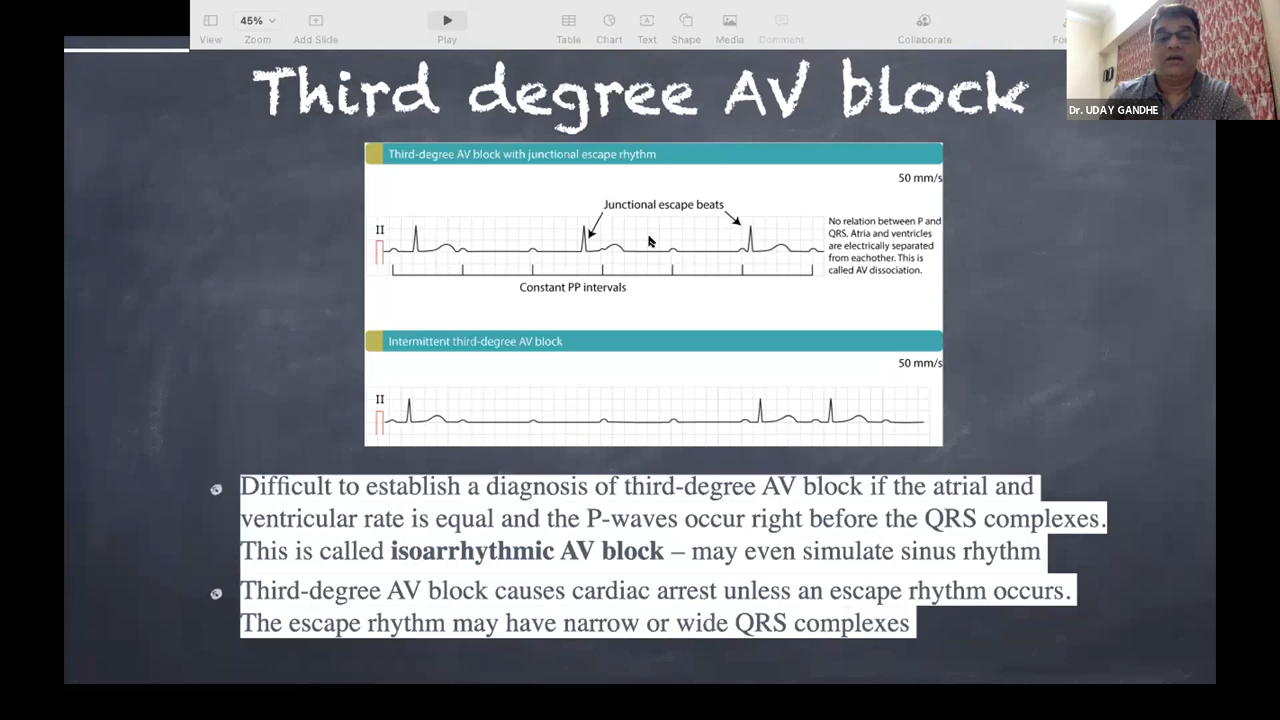 45%
View
Zoom
Add Slide
Play
Table
Chart
Text
Shape
Media
Comment
Collaborate
Dr. UDAY GANDHE
Third degree AV block
Third-degree AV block with junctional escape rhythm
50 mm/s
Junctional escape beats
II
No relation between P and
QRS. Atria and ventricles
are electrically separated
from eachother. This is
called AV dissociation.
Constant PP intervals
Intermittent third-degree AV block
50 mm/s
II
Difficult to establish a diagnosis of third-degree AV block if the atrial and
ventricular rate is equal and the P-waves occur right before the QRS complexes.
This is called isoarrhythmic AV block – may even simulate sinus rhythm
Third-degree AV block causes cardiac arrest unless an escape rhythm occurs.
The escape rhythm may have narrow or wide QRS complexes